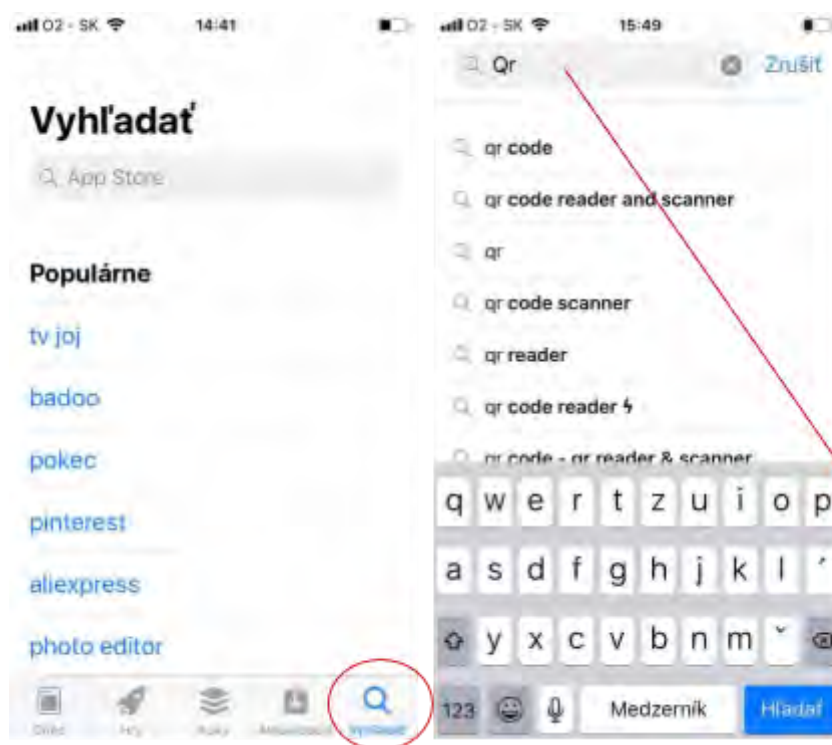 O2 - SK
14:41
Vyhľadať
App Store
Populárne
tv joj
badoo
pokec
pinterest
aliexpress
photo editor
Hry
Vyhľadať
O2 - SK
15:49
Qr
Zrušiť
qr code
qr code reader and scanner
qr
qr code scanner
qr reader
qr code reader ϟ
qr code - qr reader & scanner
q w e r t z u i o p
a s d f g h j k l ´
y x c v b n m ˇ
123
Medzerník
Hľadať